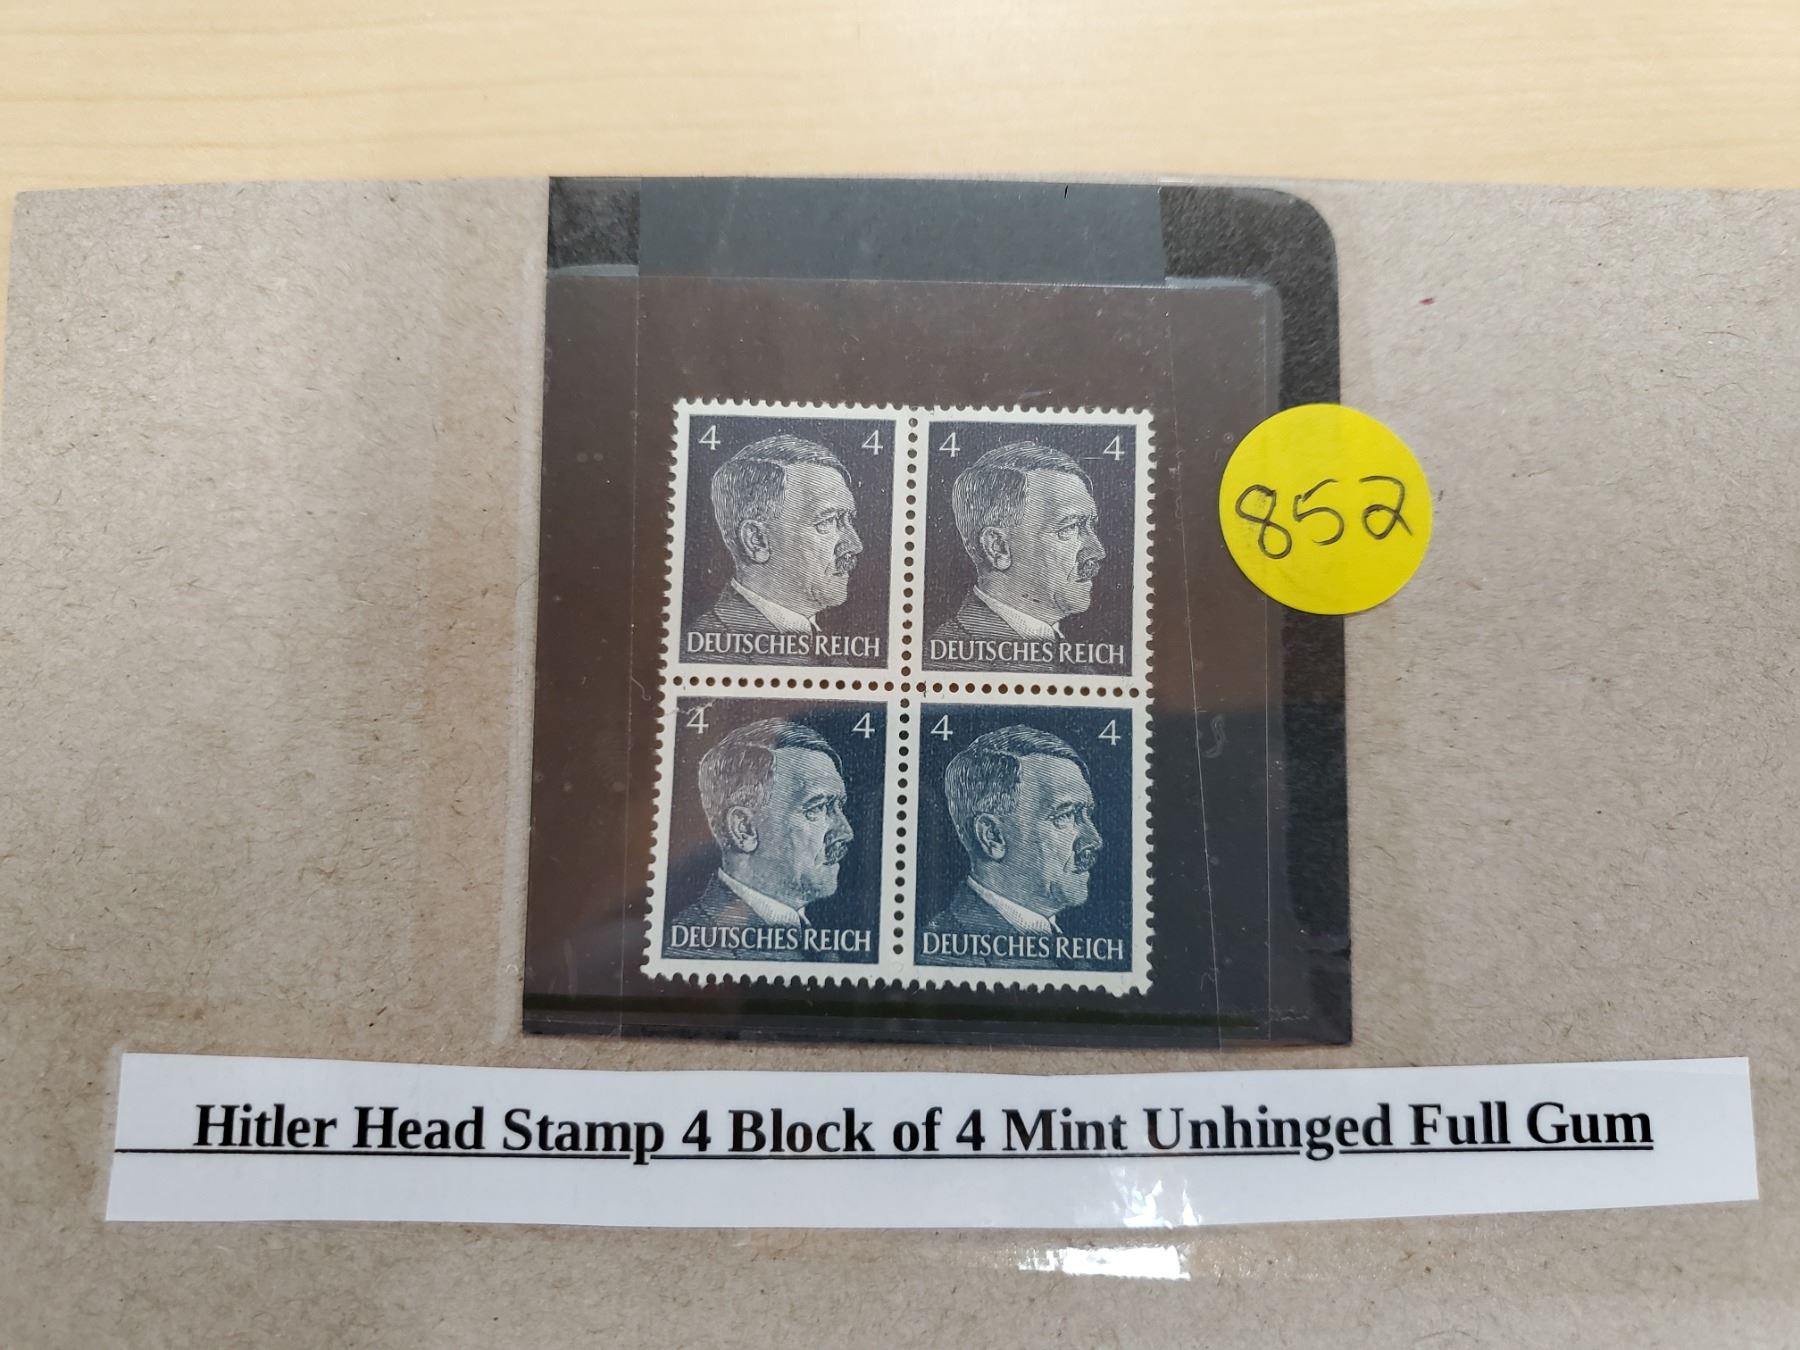 4 4 4 4
DEUTSCHES REICH DEUTSCHES REICH
852
4 4 4 4
DEUTSCHES REICH DEUTSCHES REICH
Hitler Head Stamp 4 Block of 4 Mint Unhinged Full Gum